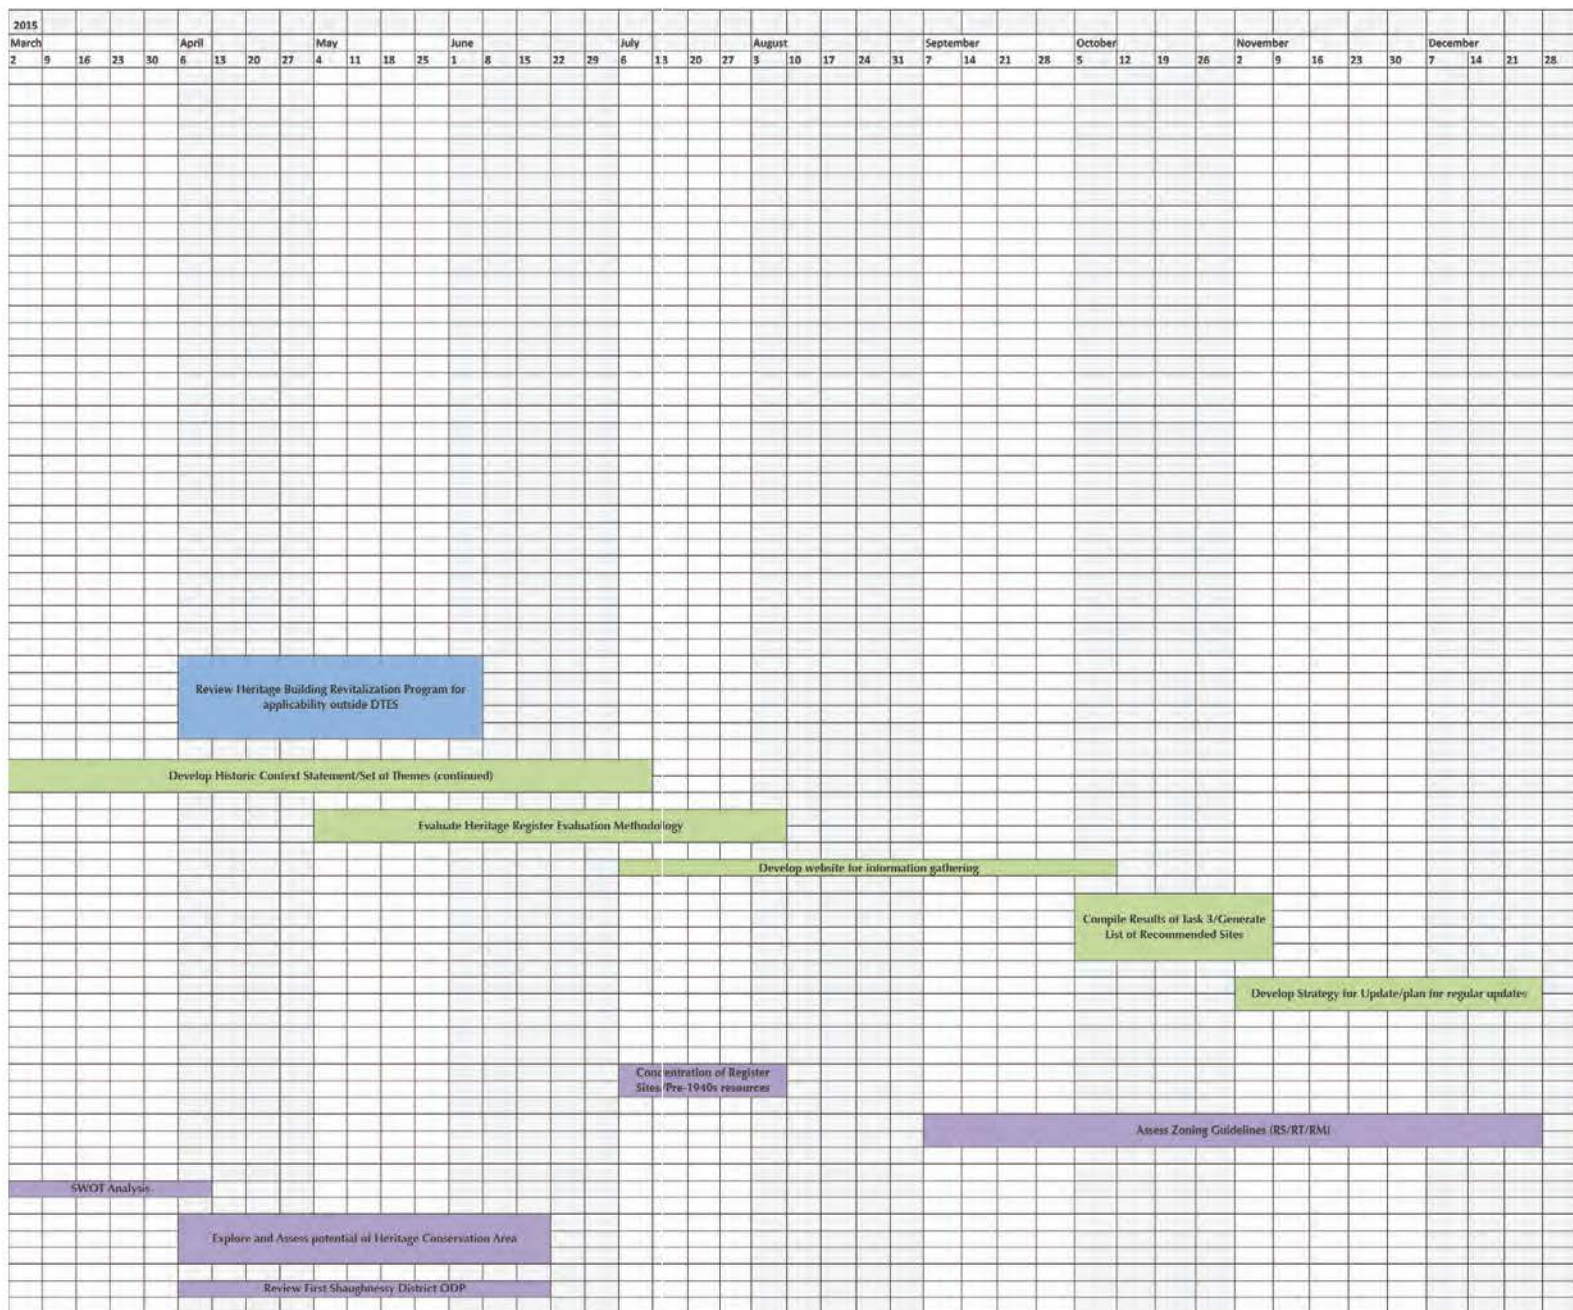 2015
March April May June July August September October November December
2 9 16 23 30 6 13 20 27 4 11 18 25 1 8 15 22 29 6 13 20 27 3 10 17 24 31 7 14 21 28 5 12 19 26 2 9 16 23 30 7 14 21 28
Review Heritage Building Revitalization Program for
applicability outside DTES
Develop Historic Context Statement/Set of Themes (continued)
Evaluate Heritage Register Evaluation Methodology
Develop website for information gathering
Compile Results of Task 3/Generate
List of Recommended Sites
Develop Strategy for Update/plan for regular updates
Concentration of Register
Sites/Pre-1940s resources
Assess Zoning Guidelines (RS/RT/RM)
SWOT Analysis
Explore and Assess potential of Heritage Conservation Area
Review First Shaughnessy District ODP